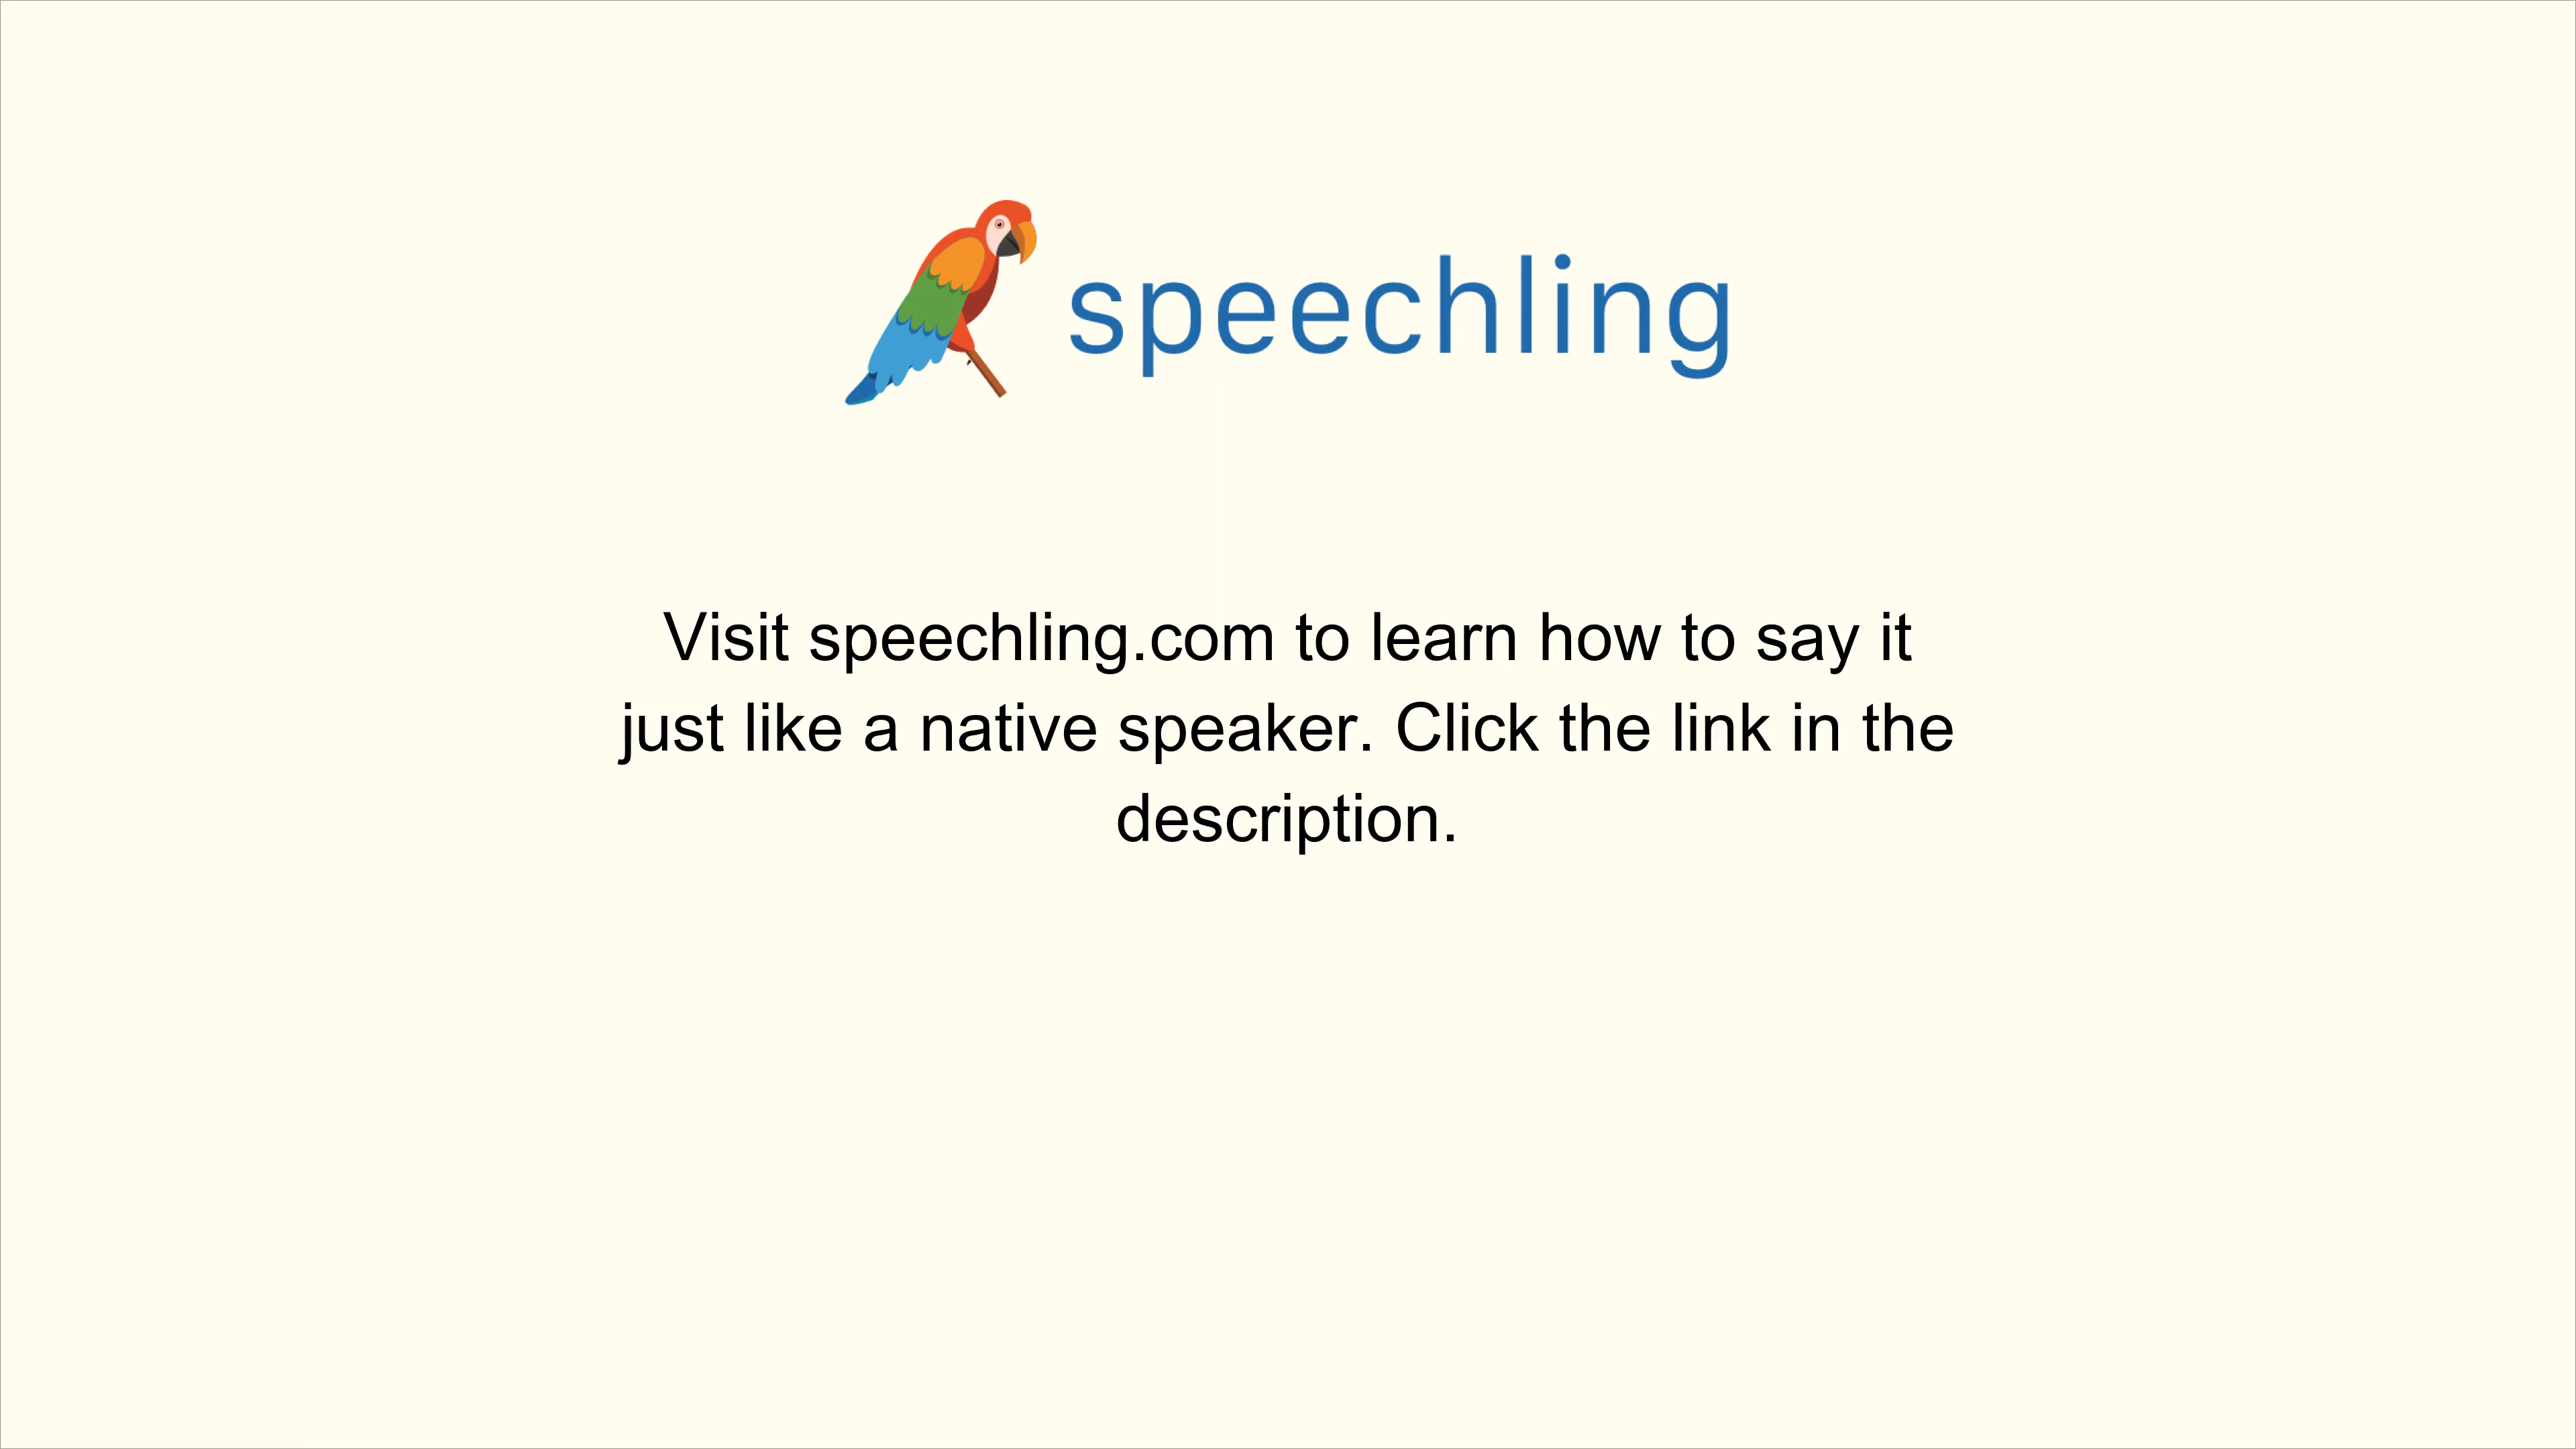 speechling
Visit speechling.com to learn how to say it
just like a native speaker. Click the link in the
description.